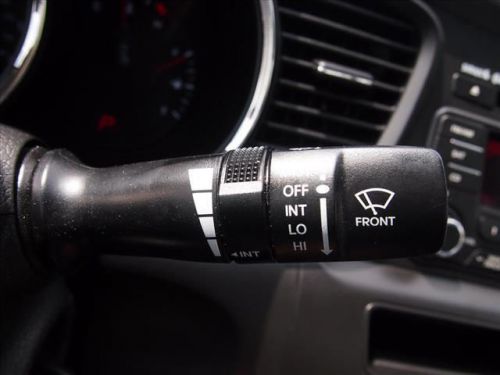 OFF
INT
LO
HI
◀INT
FRONT